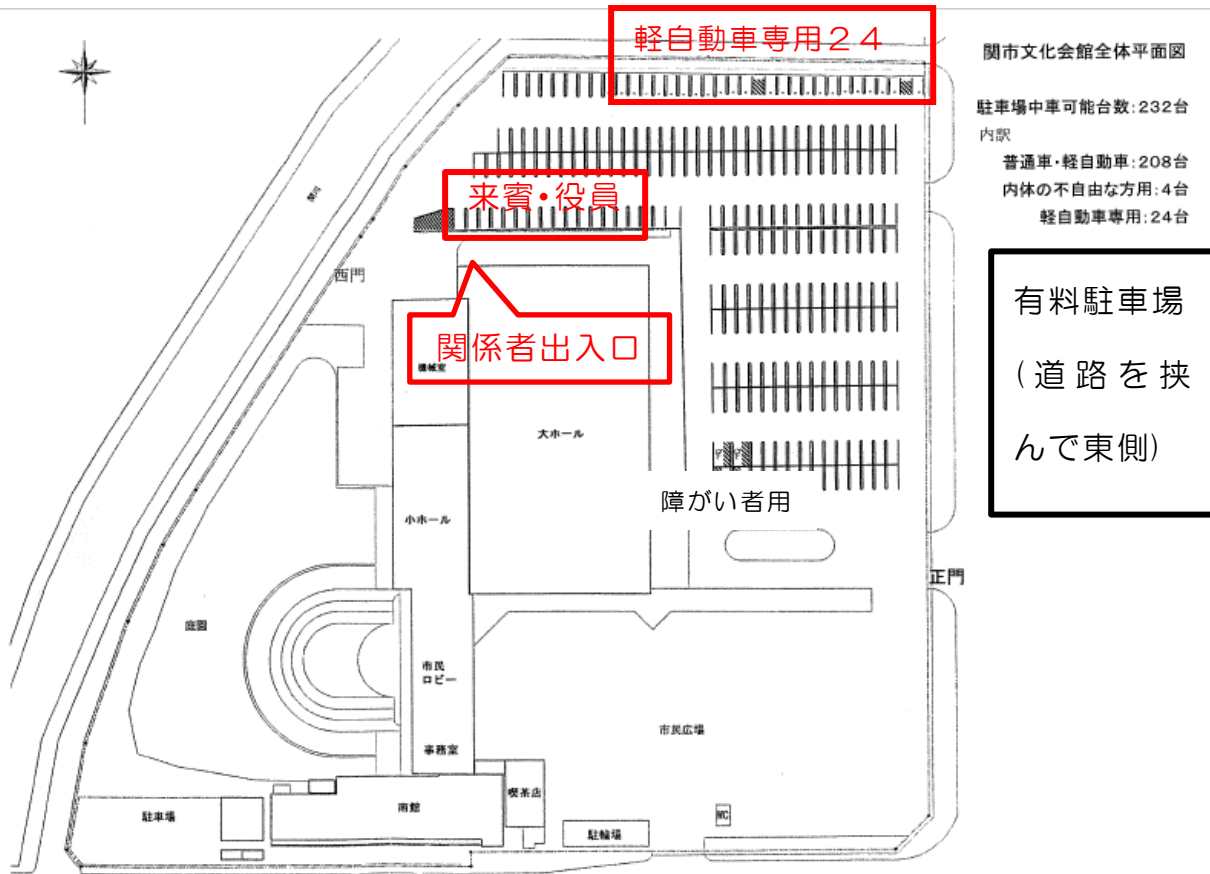 軽自動車専用24
関市文化会館全体平面図
駐車場中車可能台数:232台
内訳
普通車・軽自動車:208台
内体の不自由な方用:4台
軽自動車専用:24台
関川
来賓・役員
西門
関係者出入口
機械室
有料駐車場
(道路を挟
んで東側)
大ホール
障がい者用
小ホール
正門
庭園
市民
ロビー
市民広場
事務室
喫茶店
南館
駐車場
WC
駐輪場